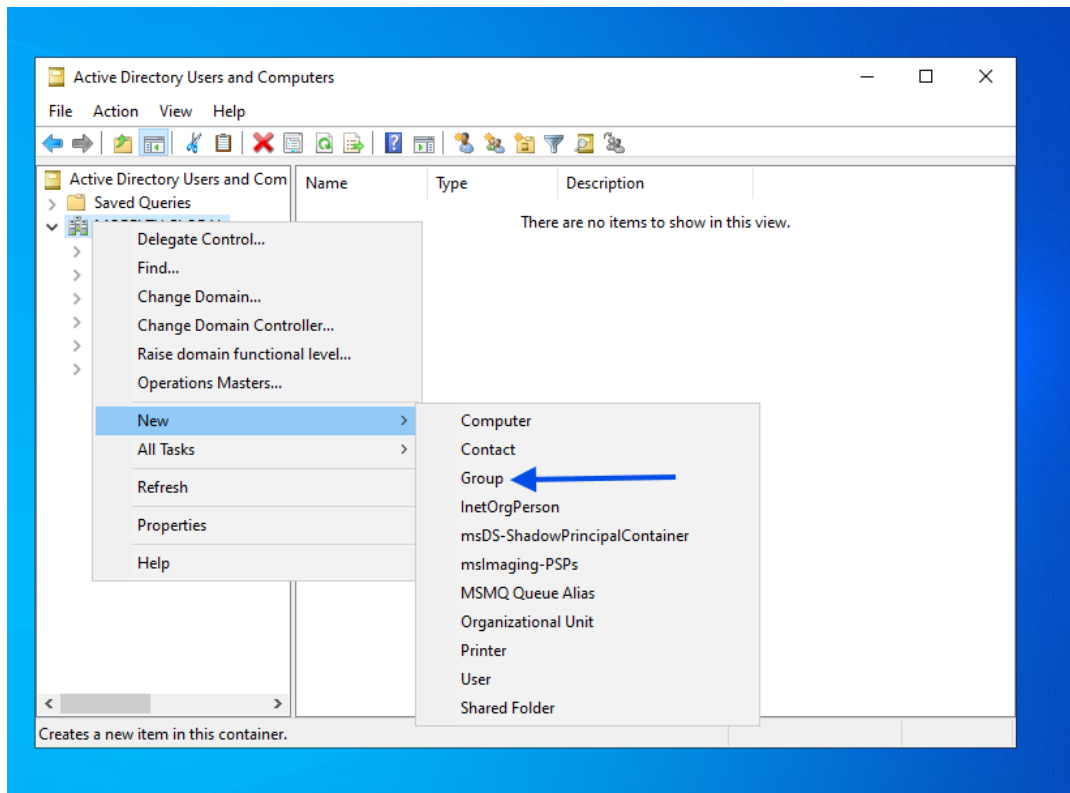 Active Directory Users and Computers
File Action View Help
Active Directory Users and Com
Name Type Description
Saved Queries
There are no items to show in this view.
Delegate Control...
Find...
Change Domain...
Change Domain Controller...
Raise domain functional level...
Operations Masters...
New
All Tasks
Refresh
Properties
Help
Computer
Contact
Group
InetOrgPerson
msDS-ShadowPrincipalContainer
msImaging-PSPs
MSMQ Queue Alias
Organizational Unit
Printer
User
Shared Folder
Creates a new item in this container.